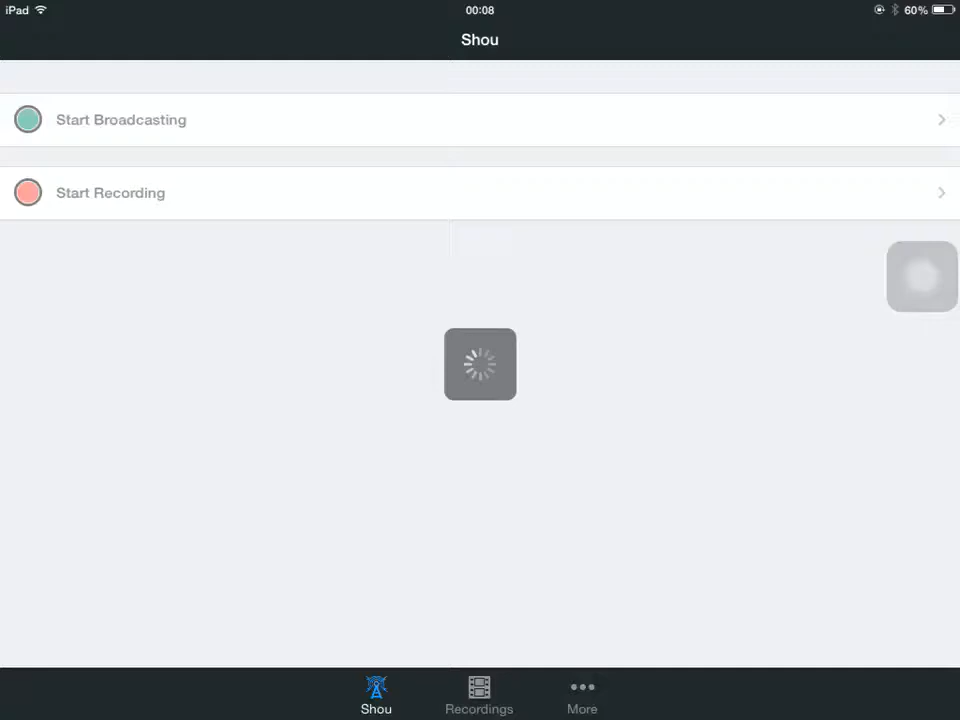 iPad 00:08 60%
Shou
Start Broadcasting
Start Recording
Shou Recordings More